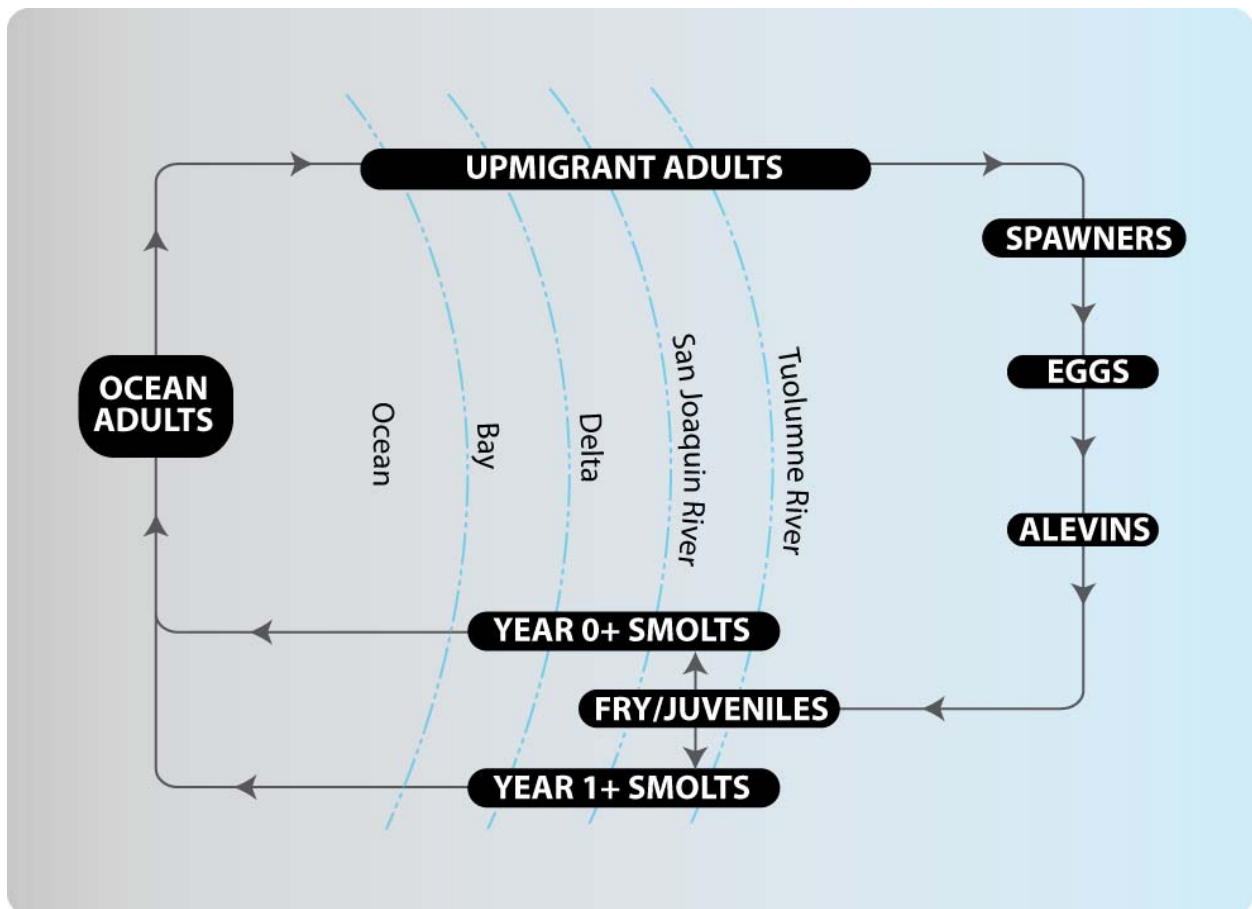 UPMIGRANT ADULTS
SPAWNERS
EGGS
ALEVINS
OCEAN
ADULTS
Ocean
Bay
Delta
San Joaquin River
Tuolumne River
YEAR 0+ SMOLTS
FRY/JUVENILES
YEAR 1+ SMOLTS